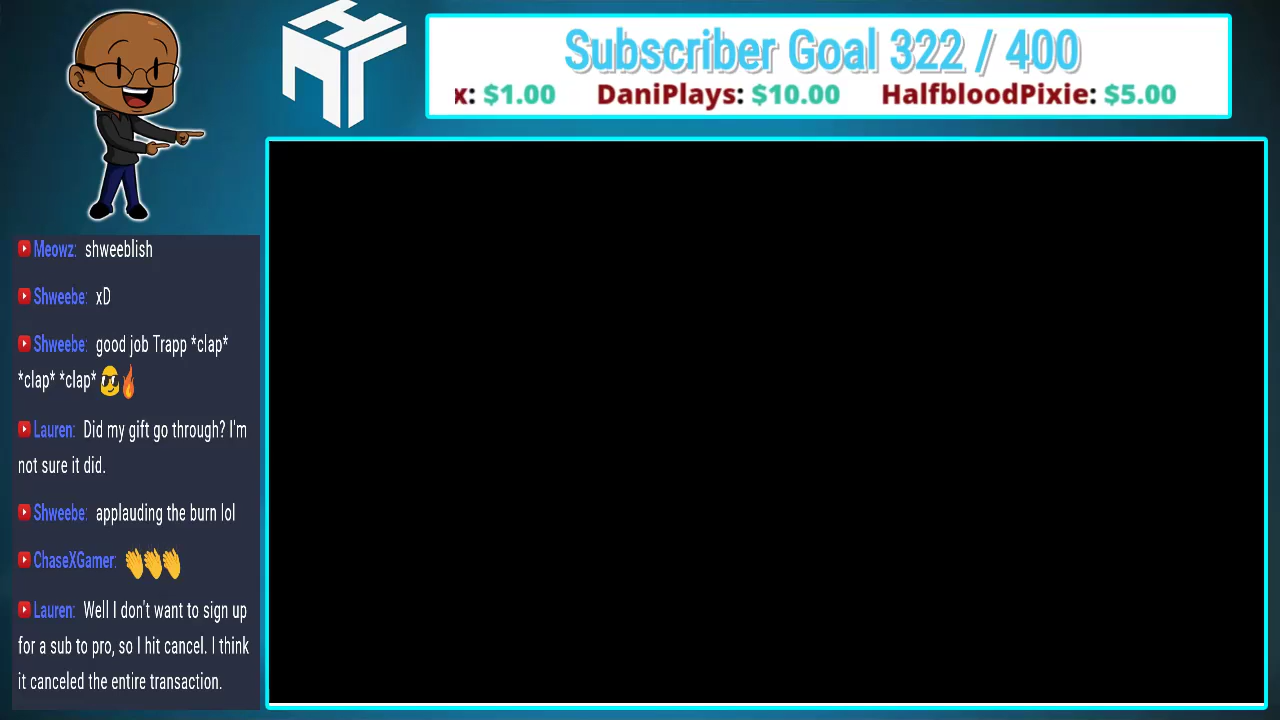 Subscriber Goal 322 / 400
x: $1.00 DaniPlays: $10.00 HalfbloodPixie: $5.00
Meowz: shweeblish
Shweebe: xD
Shweebe: good job Trapp *clap*
*clap* *clap* 😎🔥
Lauren: Did my gift go through? I'm
not sure it did.
Shweebe: applauding the burn lol
ChaseXGamer: 👏👏👏
Lauren: Well I don't want to sign up
for a sub to pro, so I hit cancel. I think
it canceled the entire transaction.